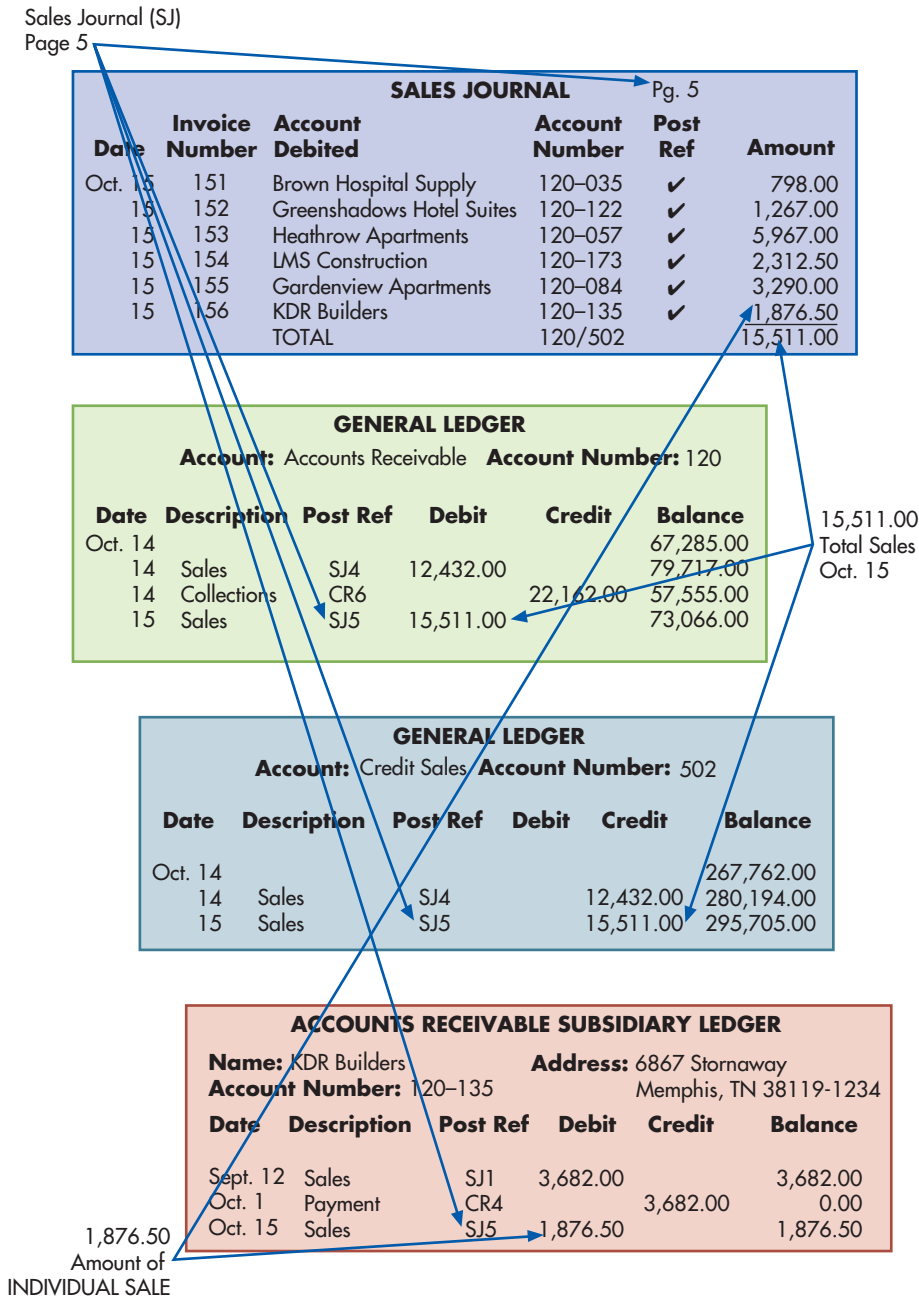 Sales Journal (SJ)
Page 5
SALES JOURNAL Pg. 5
Invoice Account Account Post
Date Number Debited Number Ref Amount
Oct. 15 151 Brown Hospital Supply 120–035 ✔ 798.00
15 152 Greenshadows Hotel Suites 120–122 ✔ 1,267.00
15 153 Heathrow Apartments 120–057 ✔ 5,967.00
15 154 LMS Construction 120–173 ✔ 2,312.50
15 155 Gardenview Apartments 120–084 ✔ 3,290.00
15 156 KDR Builders 120–135 ✔ 1,876.50
TOTAL 120/502 15,511.00
GENERAL LEDGER
Account: Accounts Receivable Account Number: 120
Date Description Post Ref Debit Credit Balance
Oct. 14 67,285.00
14 Sales SJ4 12,432.00 79,717.00
14 Collections CR6 22,162.00 57,555.00
15 Sales SJ5 15,511.00 73,066.00
15,511.00
Total Sales
Oct. 15
GENERAL LEDGER
Account: Credit Sales Account Number: 502
Date Description Post Ref Debit Credit Balance
Oct. 14 267,762.00
14 Sales SJ4 12,432.00 280,194.00
15 Sales SJ5 15,511.00 295,705.00
ACCOUNTS RECEIVABLE SUBSIDIARY LEDGER
Name: KDR Builders Address: 6867 Stornaway
Account Number: 120–135 Memphis, TN 38119-1234
Date Description Post Ref Debit Credit Balance
Sept. 12 Sales SJ1 3,682.00 3,682.00
Oct. 1 Payment CR4 3,682.00 0.00
Oct. 15 Sales SJ5 1,876.50 1,876.50
1,876.50
Amount of
INDIVIDUAL SALE